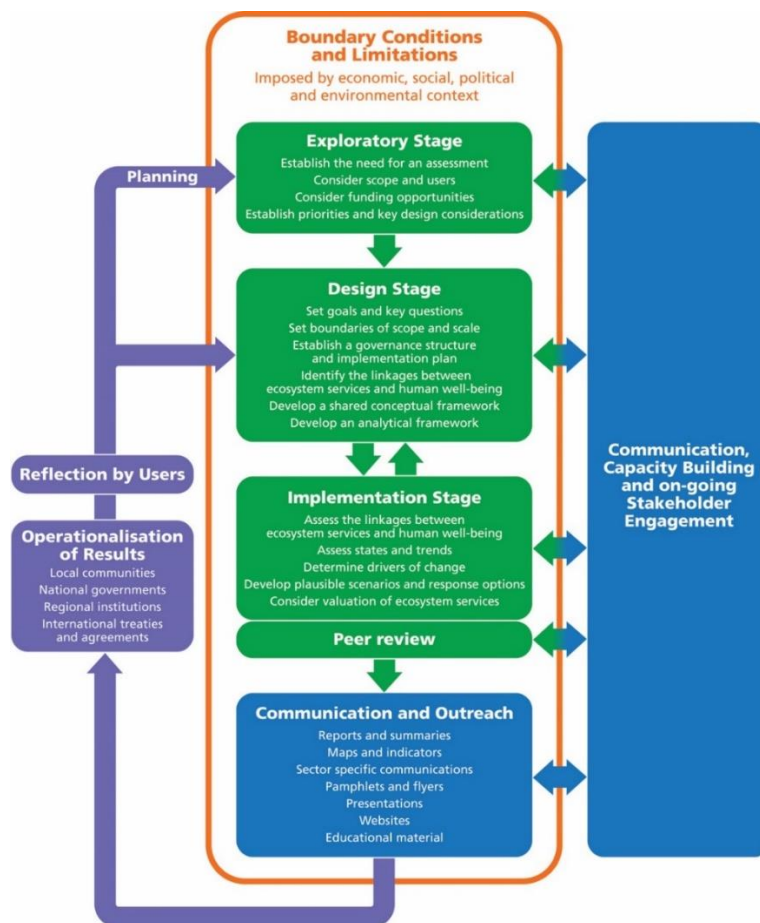 Boundary Conditions
and Limitations
Imposed by economic, social, political
and environmental context
Exploratory Stage
Establish the need for an assessment
Consider scope and users
Consider funding opportunities
Establish priorities and key design considerations
Planning
Design Stage
Set goals and key questions
Set boundaries of scope and scale
Establish a governance structure
and implementation plan
Identify the linkages between
ecosystem services and human well-being
Develop a shared conceptual framework
Develop an analytical framework
Reflection by Users
Operationalisation
of Results
Local communities
National governments
Regional institutions
International treaties
and agreements
Implementation Stage
Assess the linkages between
ecosystem services and human well-being
Assess states and trends
Determine drivers of change
Develop plausible scenarios and response options
Consider valuation of ecosystem services
Peer review
Communication and Outreach
Reports and summaries
Maps and indicators
Sector specific communications
Pamphlets and flyers
Presentations
Websites
Educational material
Communication,
Capacity Building
and on-going
Stakeholder
Engagement